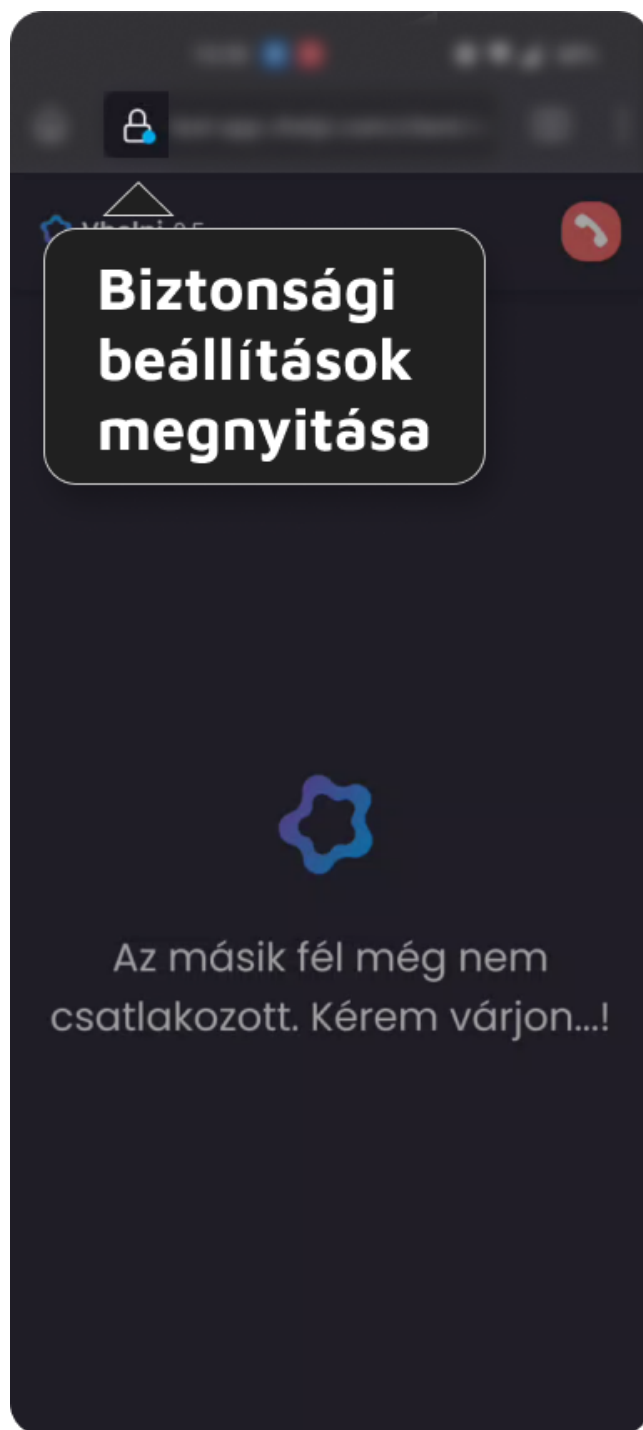 Biztonsági
beállítások
megnyitása
Az másik fél még nem
csatlakozott. Kérem várjon...!